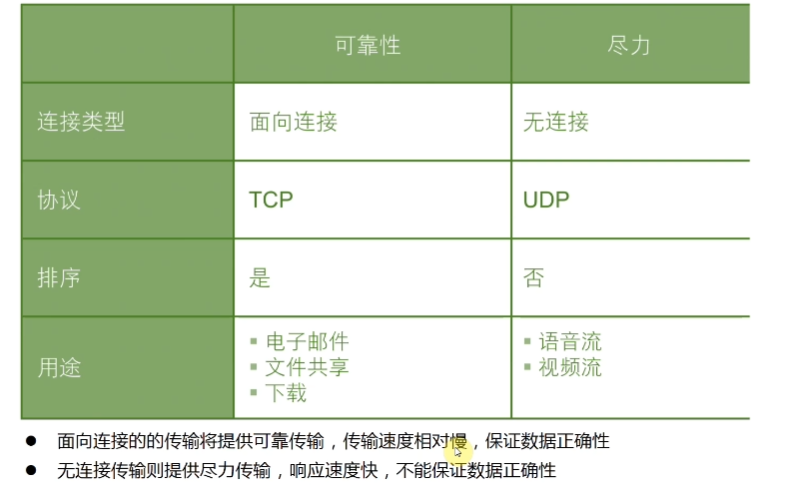 可靠性 尽力
连接类型 面向连接 无连接
协议 TCP UDP
排序 是 否
用途
▪ 电子邮件 ▪ 语音流
▪ 文件共享 ▪ 视频流
▪ 下载
● 面向连接的的传输将提供可靠传输，传输速度相对慢，保证数据正确性
● 无连接传输则提供尽力传输，响应速度快，不能保证数据正确性